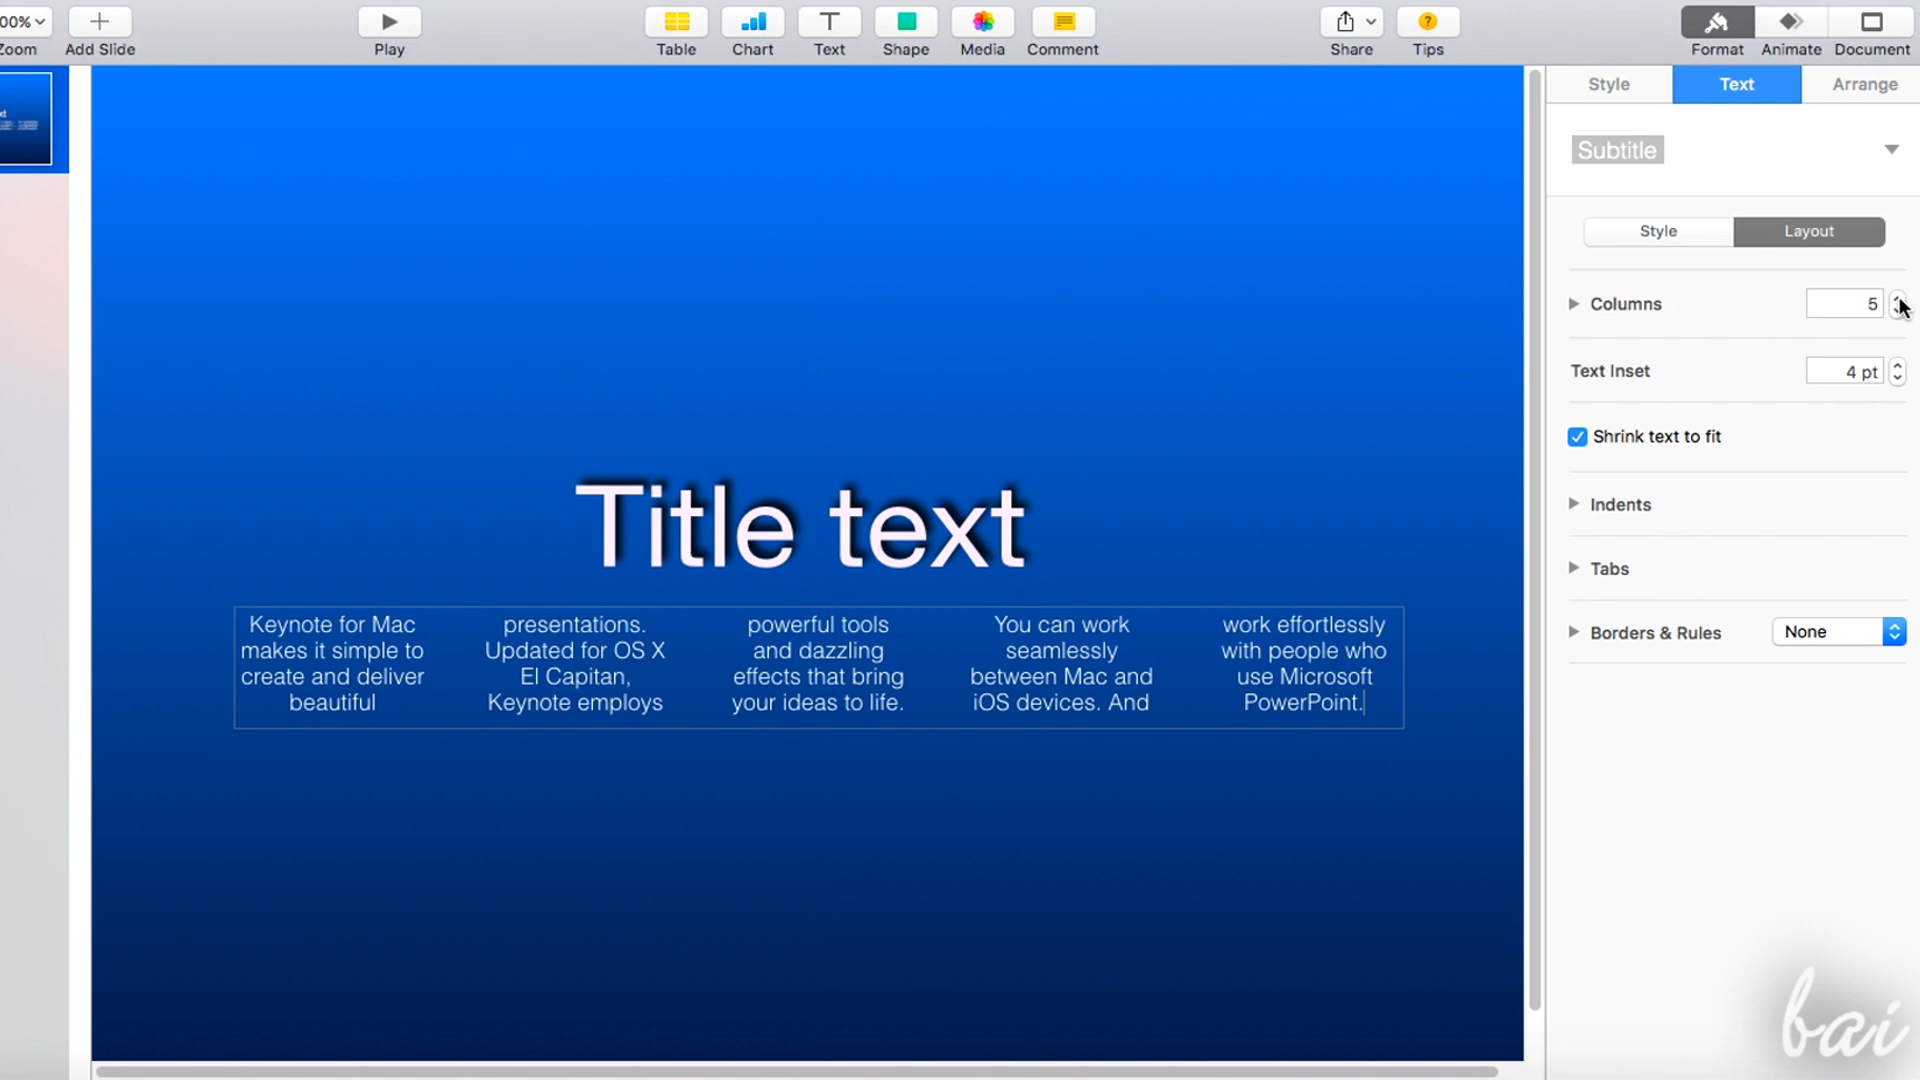 00%
Zoom
Add Slide
Play
Table
Chart
Text
Shape
Media
Comment
Share
Tips
Format
Animate
Document
Style
Text
Arrange
Subtitle
Style
Layout
Columns
5
Text Inset
4 pt
Shrink text to fit
Indents
Tabs
Borders & Rules
None
Title text
Keynote for Mac
makes it simple to
create and deliver
beautiful
presentations.
Updated for OS X
El Capitan,
Keynote employs
powerful tools
and dazzling
effects that bring
your ideas to life.
You can work
seamlessly
between Mac and
iOS devices. And
work effortlessly
with people who
use Microsoft
PowerPoint.
bai